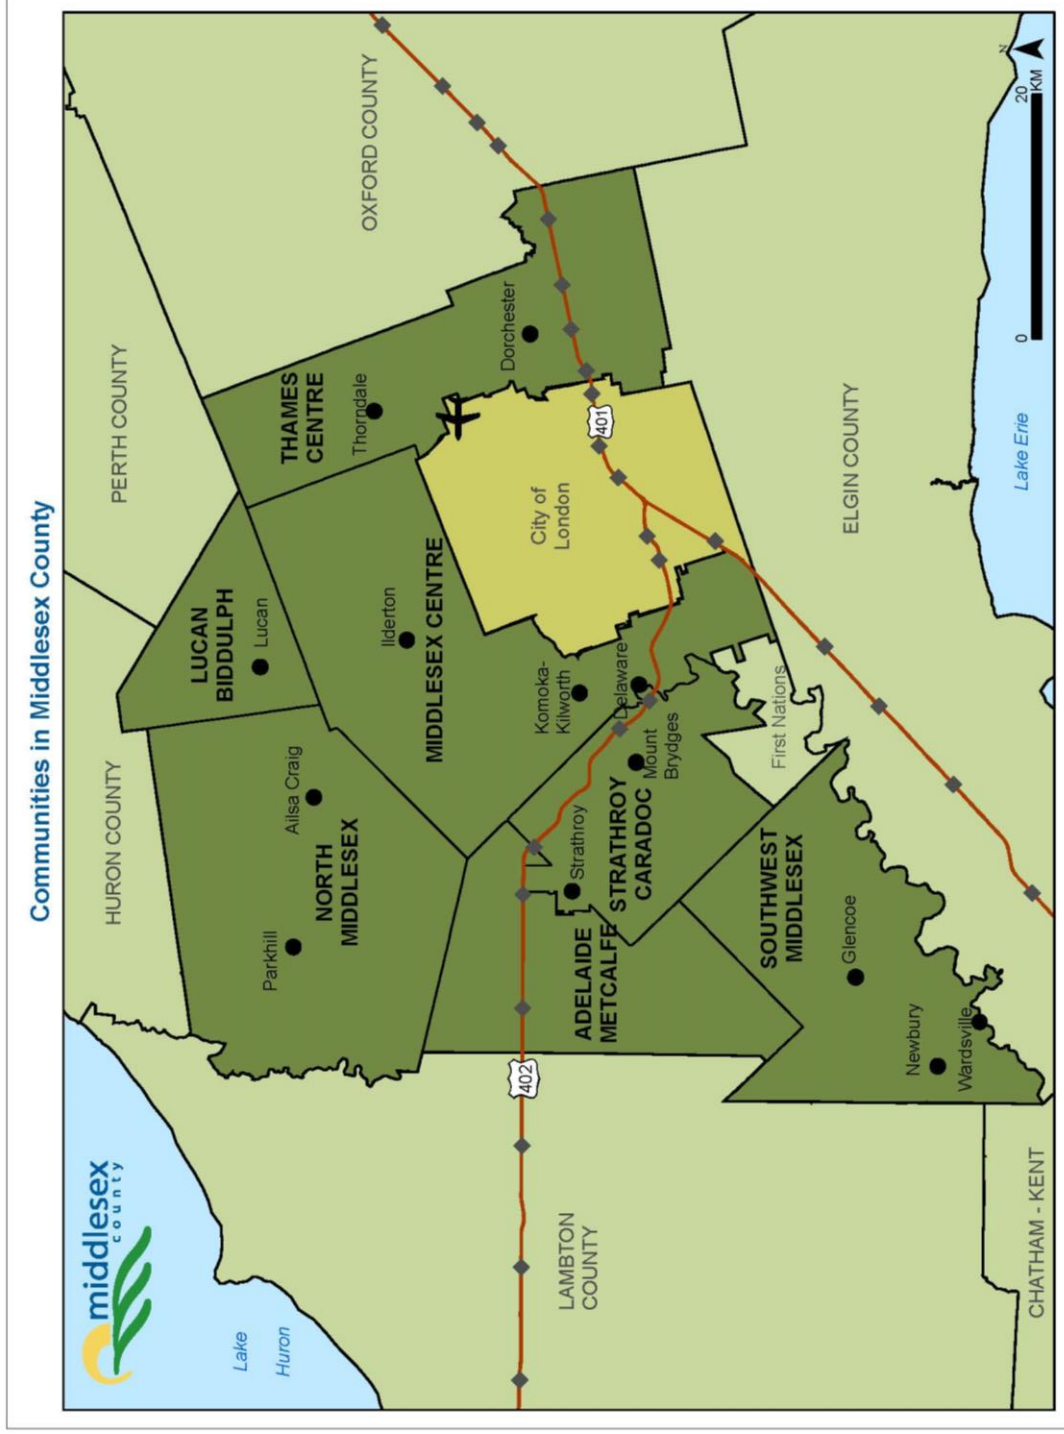 Communities in Middlesex County
middlesex
county
Lake
Huron
HURON COUNTY
PERTH COUNTY
OXFORD COUNTY
LUCAN
BIDDULPH
Lucan
THAMES
CENTRE
Thorndale
Parkhill
Ailsa Craig
NORTH
MIDDLESEX
Ilderton
MIDDLESEX CENTRE
Dorchester
City of
London
401
402
Komoka-
Kilworth
Delaware
Mount
Brydges
Strathroy
STRATHROY
CARADOC
ADELAIDE
METCALFE
LAMBTON
COUNTY
First Nations
SOUTHWEST
MIDDLESEX
Glencoe
Newbury
Wardsville
ELGIN COUNTY
Lake Erie
CHATHAM - KENT
N
0
20
KM